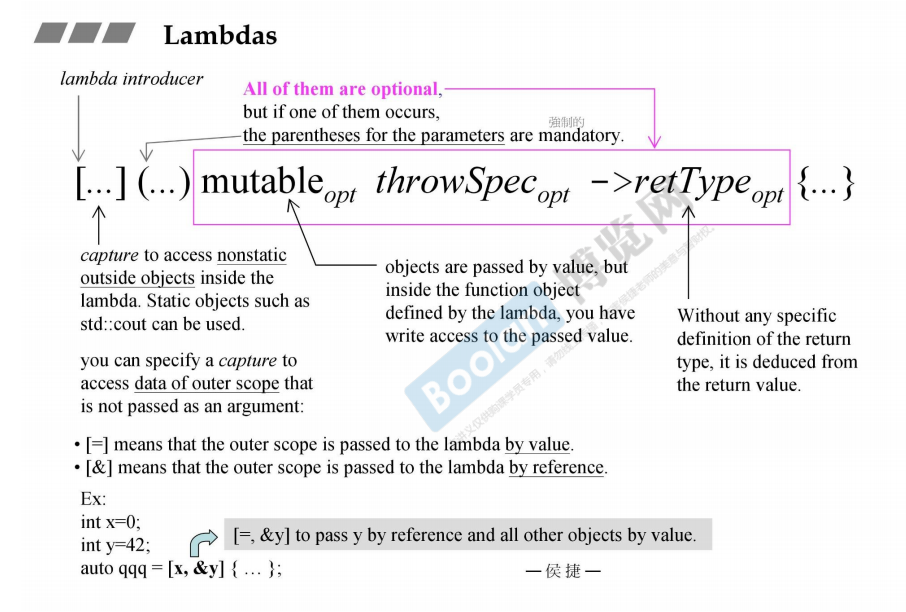 Lambdas
lambda introducer
All of them are optional,
but if one of them occurs,
強制的
the parentheses for the parameters are mandatory.
[...] (...) mutable opt throwSpec opt ->retType opt {...}
capture to access nonstatic
outside objects inside the
lambda. Static objects such as
std::cout can be used.
objects are passed by value, but
inside the function object
defined by the lambda, you have
write access to the passed value.
Without any specific
definition of the return
type, it is deduced from
the return value.
you can specify a capture to
access data of outer scope that
is not passed as an argument:
• [=] means that the outer scope is passed to the lambda by value.
• [&] means that the outer scope is passed to the lambda by reference.
Ex:
int x=0;
int y=42;
auto qqq = [x, &y] { … };
[=, &y] to pass y by reference and all other objects by value.
— 侯 捷 —
Boolan
博览网